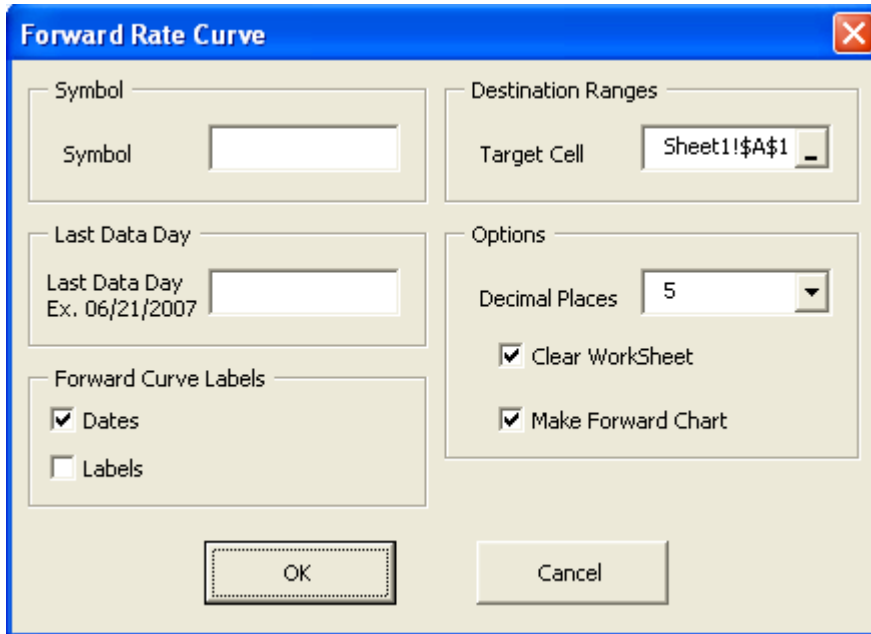 Forward Rate Curve
Symbol
Symbol
Destination Ranges
Target Cell
Sheet1!$A$1
Last Data Day
Last Data Day
Ex. 06/21/2007
Options
Decimal Places
5
Clear WorkSheet
Make Forward Chart
Forward Curve Labels
Dates
Labels
OK
Cancel